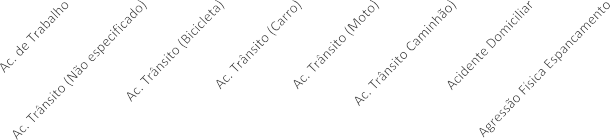 Ac. de Trabalho
Ac. Trânsito (Não especificado)
Ac. Trânsito (Bicicleta)
Ac. Trânsito (Carro)
Ac. Trânsito (Moto)
Ac. Trânsito Caminhão)
Acidente Domiciliar
Agressão Fisica Espancamento